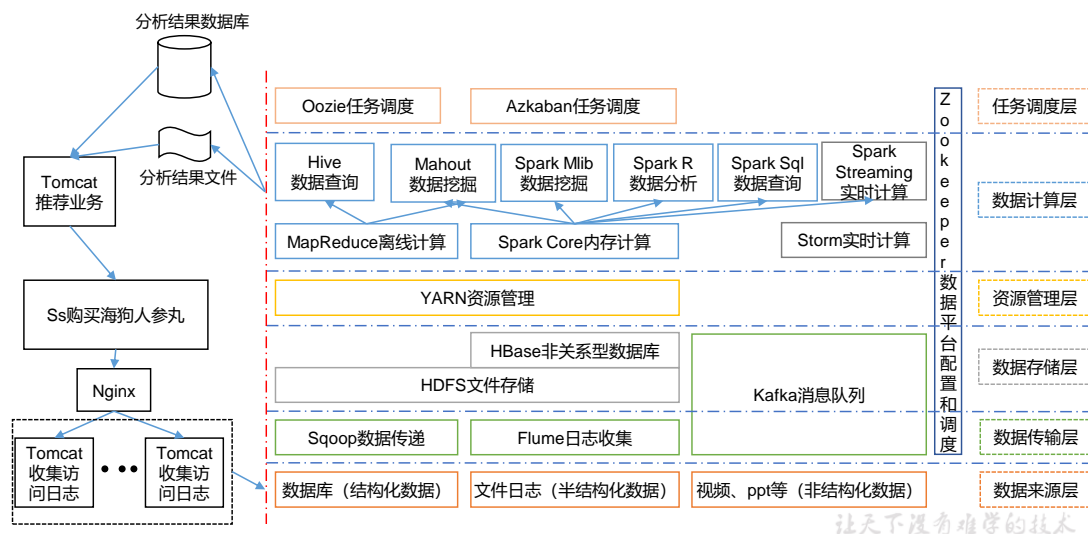 分析结果数据库
分析结果文件
Tomcat
推荐业务
Ss购买海狗人参丸
Nginx
Tomcat
收集访
问日志
Tomcat
收集访
问日志
Oozie任务调度
Azkaban任务调度
任务调度层
Hive
数据查询
Mahout
数据挖掘
Spark Mlib
数据挖掘
Spark R
数据分析
Spark Sql
数据查询
Spark
Streaming
实时计算
数据计算层
MapReduce离线计算
Spark Core内存计算
Storm实时计算
YARN资源管理
资源管理层
HBase非关系型数据库
HDFS文件存储
Kafka消息队列
数据存储层
Sqoop数据传递
Flume日志收集
数据传输层
数据库（结构化数据）
文件日志（半结构化数据）
视频、ppt等（非结构化数据）
数据来源层
Zookeeper数据平台配置和调度
让天下没有难学的技术